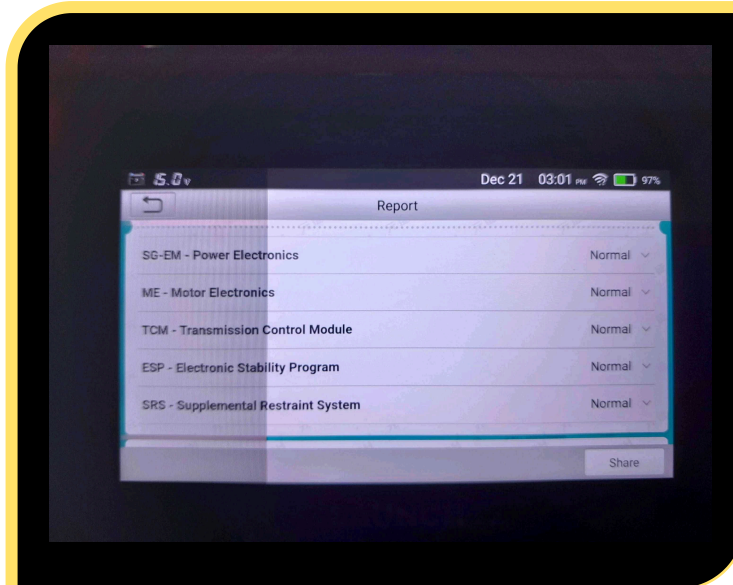 5.0v Dec 21 03:01 PM 97%
Report
SG-EM - Power Electronics Normal
ME - Motor Electronics Normal
TCM - Transmission Control Module Normal
ESP - Electronic Stability Program Normal
SRS - Supplemental Restraint System Normal
Share